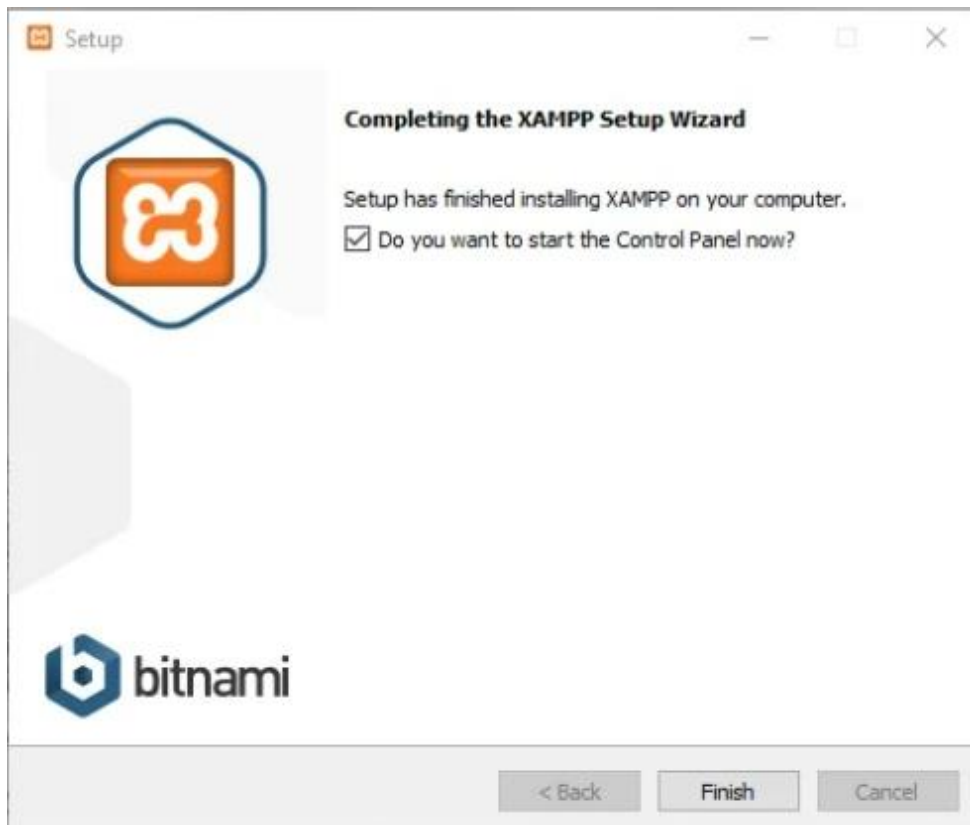 Setup
Completing the XAMPP Setup Wizard
Setup has finished installing XAMPP on your computer.
Do you want to start the Control Panel now?
bitnami
< Back
Finish
Cancel